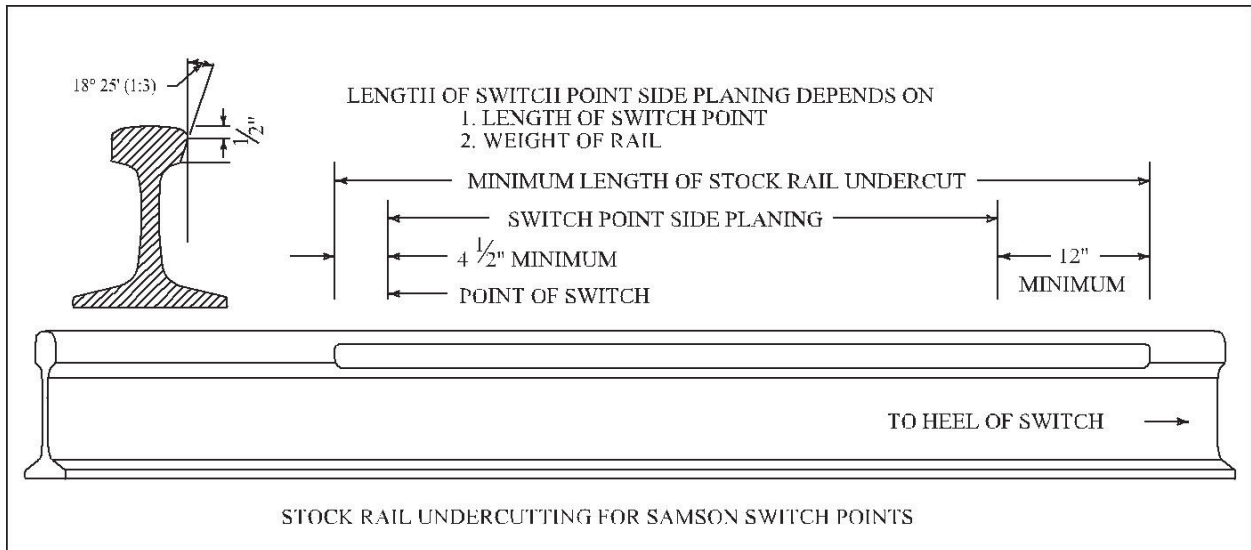 18° 25' (1:3)
1/2"
LENGTH OF SWITCH POINT SIDE PLANING DEPENDS ON
1. LENGTH OF SWITCH POINT
2. WEIGHT OF RAIL
MINIMUM LENGTH OF STOCK RAIL UNDERCUT
SWITCH POINT SIDE PLANING
4 1/2" MINIMUM
12"
MINIMUM
POINT OF SWITCH
TO HEEL OF SWITCH
STOCK RAIL UNDERCUTTING FOR SAMSON SWITCH POINTS